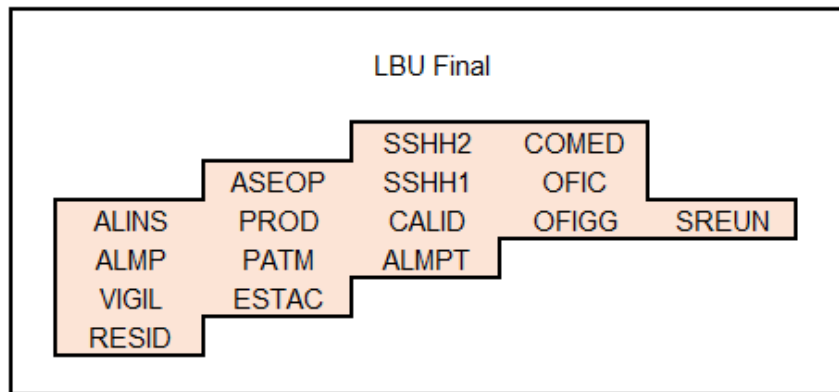 LBU Final
SSHH2 COMED
ASEOP SSHH1 OFIC
ALINS PROD CALID OFIGG SREUN
ALMP PATM ALMPT
VIGIL ESTAC
RESID